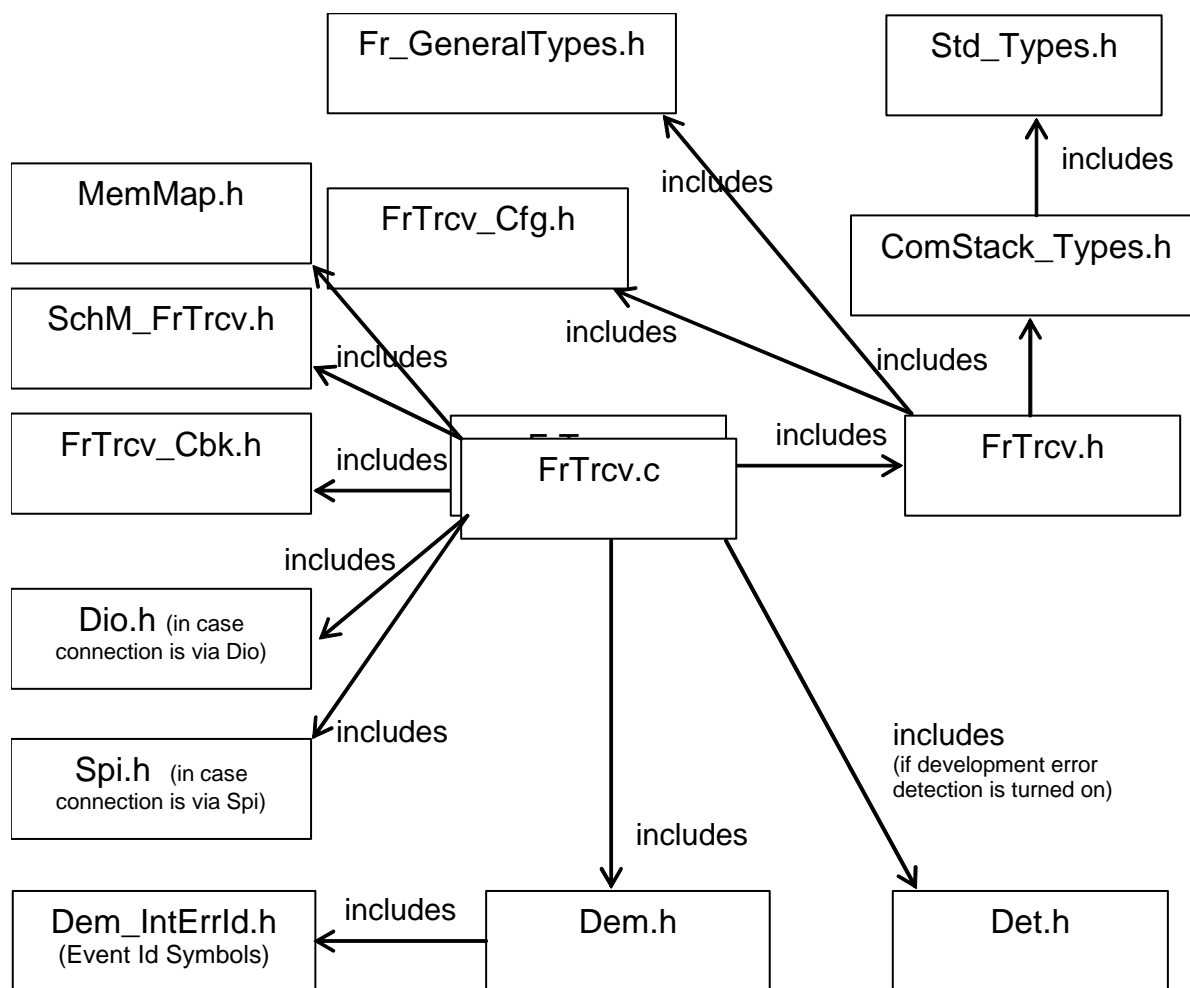 Fr_GeneralTypes.h
Std_Types.h
includes
MemMap.h
FrTrcv_Cfg.h
includes
ComStack_Types.h
SchM_FrTrcv.h
includes
includes
includes
FrTrcv_Cbk.h
includes
FrTrcv.c
includes
FrTrcv.h
includes
Dio.h (in case
connection is via Dio)
includes
Spi.h (in case
connection is via Spi)
includes
(if development error
detection is turned on)
includes
Dem_IntErrId.h
(Event Id Symbols)
includes
Dem.h
Det.h